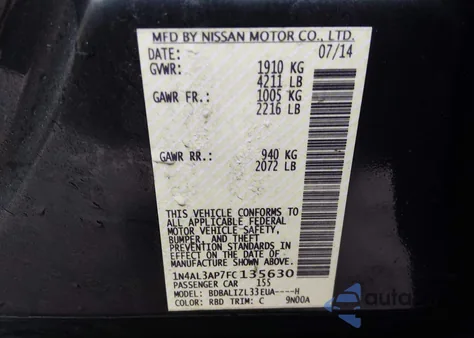 MFD BY NISSAN MOTOR CO., LTD.
DATE: 07/14
GVWR: 1910 KG
4211 LB
GAWR FR.: 1005 KG
2216 LB
GAWR RR.: 940 KG
2072 LB
THIS VEHICLE CONFORMS TO
ALL APPLICABLE FEDERAL
MOTOR VEHICLE SAFETY,
BUMPER, AND THEFT
PREVENTION STANDARDS IN
EFFECT ON THE DATE OF
MANUFACTURE SHOWN ABOVE.
1N4AL3AP7FC135630
PASSENGER CAR 155
MODEL: BDBALIZL33EUA----H
COLOR: RBD TRIM: C 9N00A